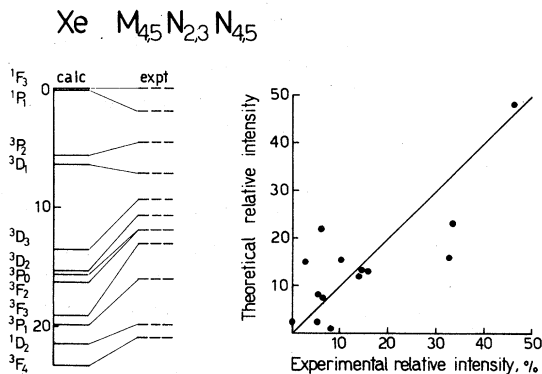 Xe M4,5 N2,3 N4,5
calc expt
¹F₃
0
¹P₁
³P₂
³D₁
10
³D₃
³D₂
³P₀
³F₂
³F₃
³P₁
20
¹D₂
³F₄
Theoretical relative intensity
50
40
30
20
10
0
10
20
30
40
50
Experimental relative intensity, %